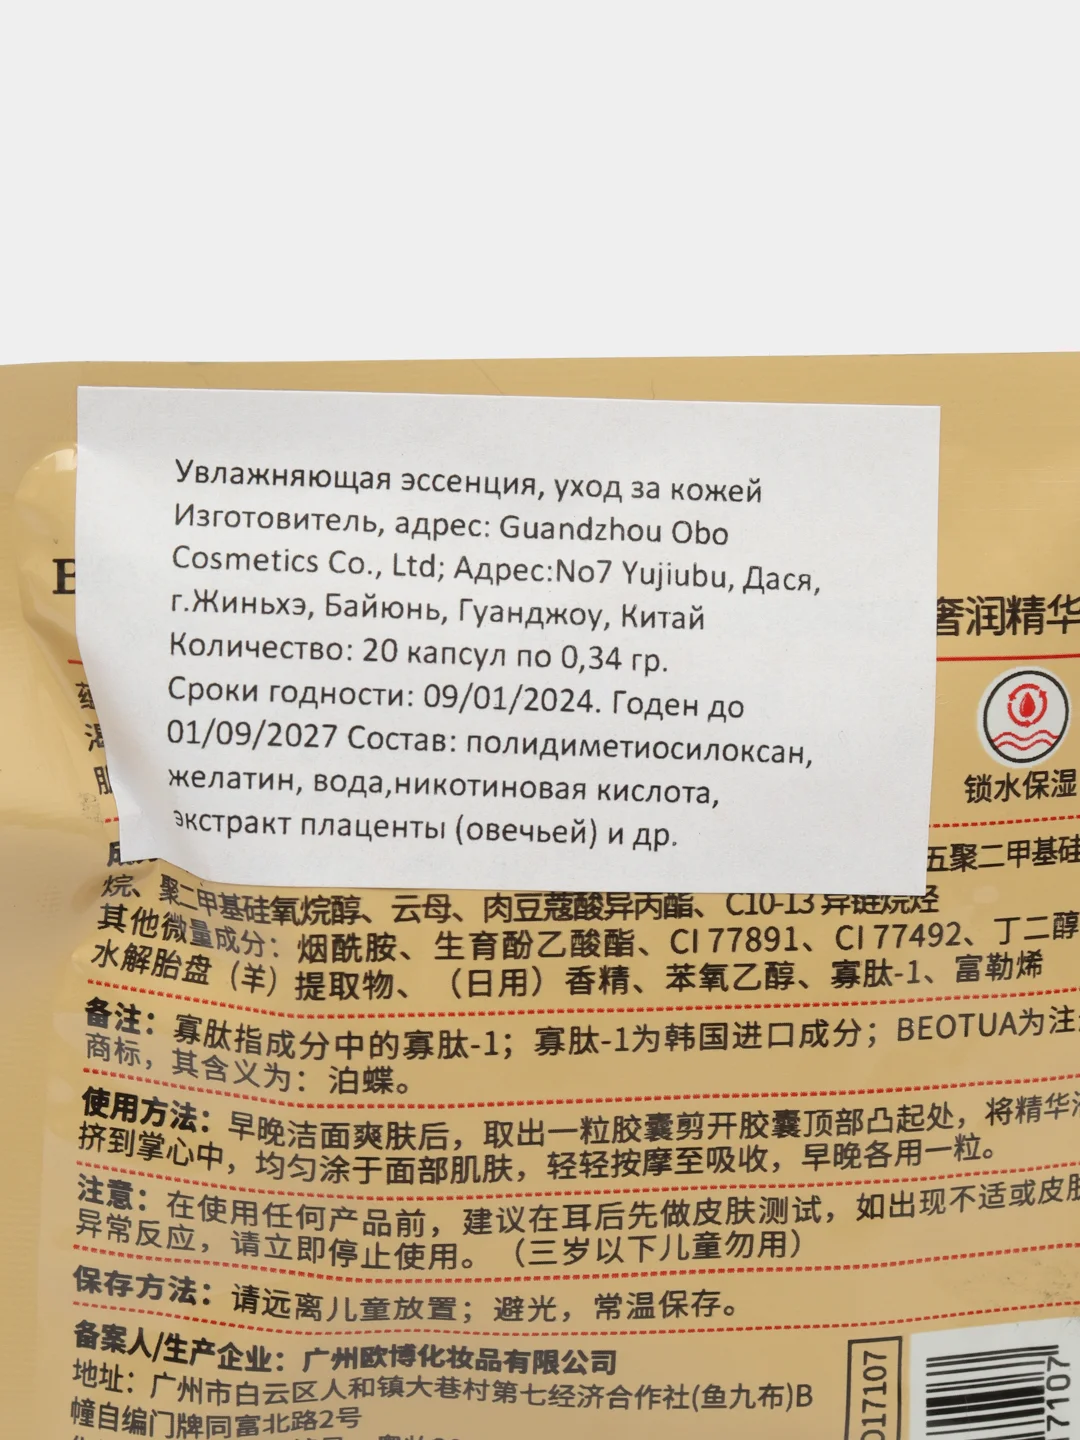 Увлажняющая эссенция, уход за кожей
Изготовитель, адрес: Guandzhou Obo
Cosmetics Co., Ltd; Адрес:No7 Yujiubu, Дася,
г.Жиньхэ, Байюнь, Гуанджоу, Китай
Количество: 20 капсул по 0,34 гр.
Сроки годности: 09/01/2024. Годен до
01/09/2027 Состав: полидиметиосилоксан,
желатин, вода,никотиновая кислота,
экстракт плаценты (овечьей) и др.
奢润精华
锁水保湿
五聚二甲基硅
烷、聚二甲基硅氧烷醇、云母、肉豆蔻酸异丙酯、C10-13 异链烷烃
其他微量成分：烟酰胺、生育酚乙酸酯、CI 77891、CI 77492、丁二醇
水解胎盘（羊）提取物、（日用）香精、苯氧乙醇、寡肽-1、富勒烯
备注：寡肽指成分中的寡肽-1；寡肽-1为韩国进口成分；BEOTUA为注
商标，其含义为：泊蝶。
使用方法：早晚洁面爽肤后，取出一粒胶囊剪开胶囊顶部凸起处，将精华
挤到掌心中，均匀涂于面部肌肤，轻轻按摩至吸收，早晚各用一粒。
注意：在使用任何产品前，建议在耳后先做皮肤测试，如出现不适或皮肤
异常反应，请立即停止使用。（三岁以下儿童勿用）
保存方法：请远离儿童放置；避光，常温保存。
备案人/生产企业：广州欧博化妆品有限公司
地址：广州市白云区人和镇大巷村第七经济合作社(鱼九布)B
幢自编门牌同富北路2号
017107
7107